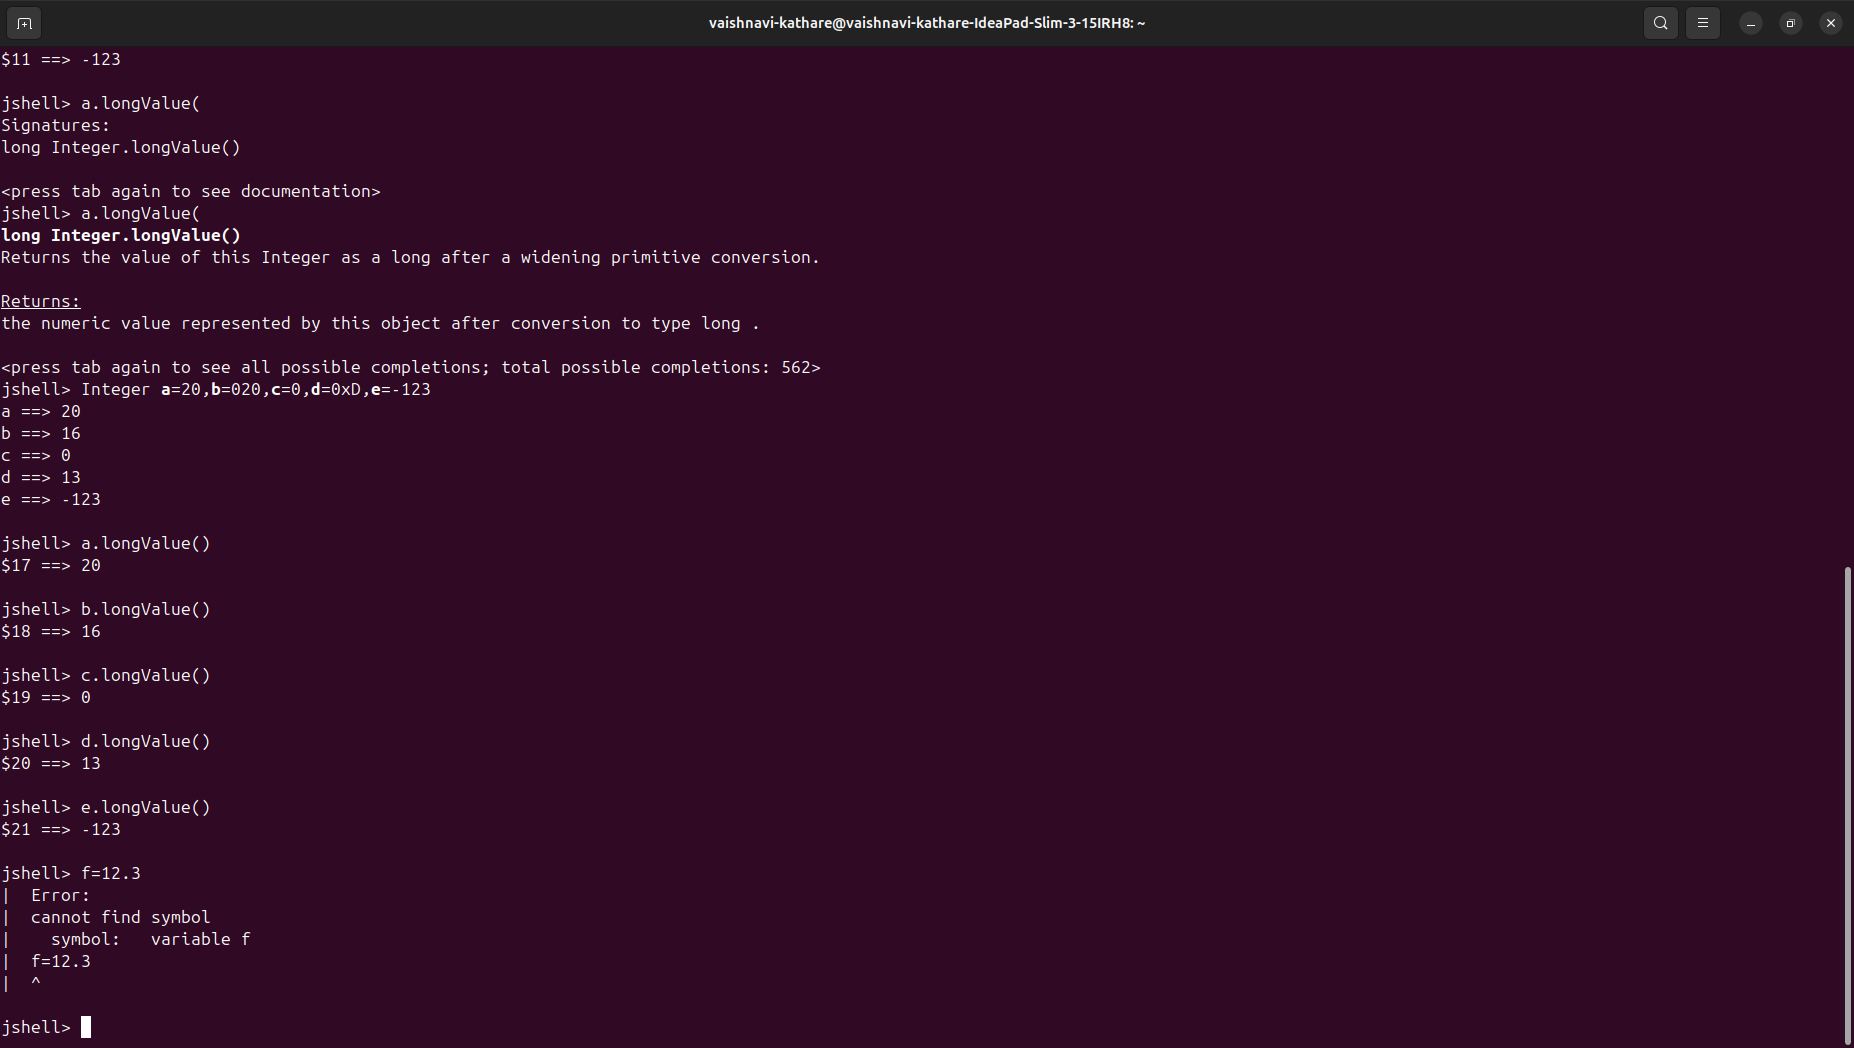 vaishnavi-kathare@vaishnavi-kathare-IdeaPad-Slim-3-15IRH8: ~
$11 ==> -123
jshell> a.longValue(
Signatures:
long Integer.longValue()
<press tab again to see documentation>
jshell> a.longValue(
long Integer.longValue()
Returns the value of this Integer as a long after a widening primitive conversion.
Returns:
the numeric value represented by this object after conversion to type long .
<press tab again to see all possible completions; total possible completions: 562>
jshell> Integer a=20,b=020,c=0,d=0xD,e=-123
a ==> 20
b ==> 16
c ==> 0
d ==> 13
e ==> -123
jshell> a.longValue()
$17 ==> 20
jshell> b.longValue()
$18 ==> 16
jshell> c.longValue()
$19 ==> 0
jshell> d.longValue()
$20 ==> 13
jshell> e.longValue()
$21 ==> -123
jshell> f=12.3
|  Error:
|  cannot find symbol
|    symbol:   variable f
|  f=12.3
|  ^
jshell>